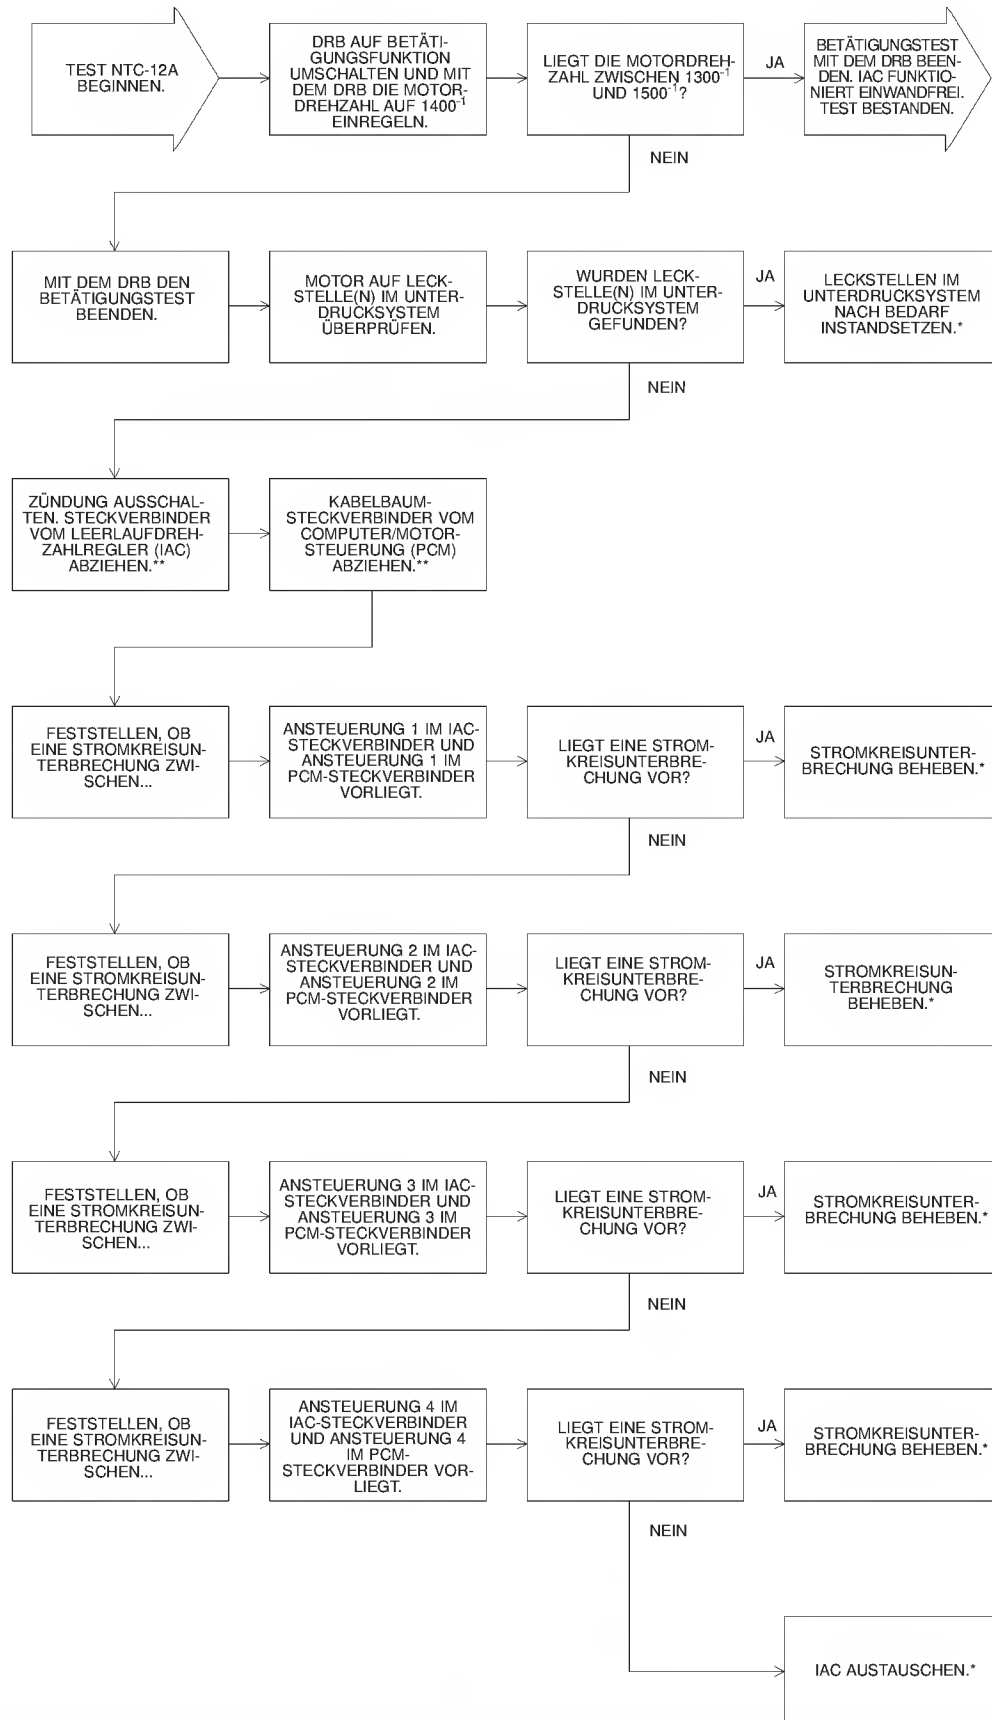 TEST NTC-12A
BEGINNEN.
DRB AUF BETÄTI-
GUNGSFUNKTION
UMSCHALTEN UND MIT
DEM DRB DIE MOTOR-
DREHZAHL AUF 1400⁻¹
EINREGELN.
LIEGT DIE MOTORDREH-
ZAHL ZWISCHEN 1300⁻¹
UND 1500⁻¹?
JA
BETÄTIGUNGSTEST
MIT DEM DRB BEEN-
DEN. IAC FUNKTIO-
NIERT EINWANDFREI.
TEST BESTANDEN.
NEIN
MIT DEM DRB DEN
BETÄTIGUNGSTEST
BEENDEN.
MOTOR AUF LECK-
STELLE(N) IM UNTER-
DRUCKSYSTEM
ÜBERPRÜFEN.
WURDEN LECK-
STELLE(N) IM UNTER-
DRUCKSYSTEM
GEFUNDEN?
JA
LECKSTELLEN IM
UNTERDRUCKSYSTEM
NACH BEDARF
INSTANDSETZEN.*
NEIN
ZÜNDUNG AUSSCHAL-
TEN. STECKVERBINDER
VOM LEERLAUFDREH-
ZAHLREGLER (IAC)
ABZIEHEN.**
KABELBAUM-
STECKVERBINDER VOM
COMPUTER/MOTOR-
STEUERUNG (PCM)
ABZIEHEN.**
FESTSTELLEN, OB
EINE STROMKREISUN-
TERBRECHUNG ZWI-
SCHEN...
ANSTEUERUNG 1 IM IAC-
STECKVERBINDER UND
ANSTEUERUNG 1 IM
PCM-STECKVERBINDER
VORLIEGT.
LIEGT EINE STROM-
KREISUNTERBRE-
CHUNG VOR?
JA
STROMKREISUNTER-
BRECHUNG BEHEBEN.*
NEIN
FESTSTELLEN, OB
EINE STROMKREISUN-
TERBRECHUNG ZWI-
SCHEN...
ANSTEUERUNG 2 IM IAC-
STECKVERBINDER UND
ANSTEUERUNG 2 IM
PCM-STECKVERBINDER
VORLIEGT.
LIEGT EINE STROM-
KREISUNTERBRE-
CHUNG VOR?
JA
STROMKREISUN-
TERBRECHUNG
BEHEBEN.*
NEIN
FESTSTELLEN, OB
EINE STROMKREISUN-
TERBRECHUNG ZWI-
SCHEN...
ANSTEUERUNG 3 IM IAC-
STECKVERBINDER UND
ANSTEUERUNG 3 IM
PCM-STECKVERBINDER
VORLIEGT.
LIEGT EINE STROM-
KREISUNTERBRE-
CHUNG VOR?
JA
STROMKREISUNTER-
BRECHUNG BEHEBEN.*
NEIN
FESTSTELLEN, OB
EINE STROMKREISUN-
TERBRECHUNG ZWI-
SCHEN...
ANSTEUERUNG 4 IM
IAC-STECKVERBINDER
UND ANSTEUERUNG 4
IM PCM-
STECKVERBINDER VOR-
LIEGT.
LIEGT EINE STROM-
KREISUNTERBRE-
CHUNG VOR?
JA
STROMKREISUNTER-
BRECHUNG BEHEBEN.*
NEIN
IAC AUSTAUSCHEN.*